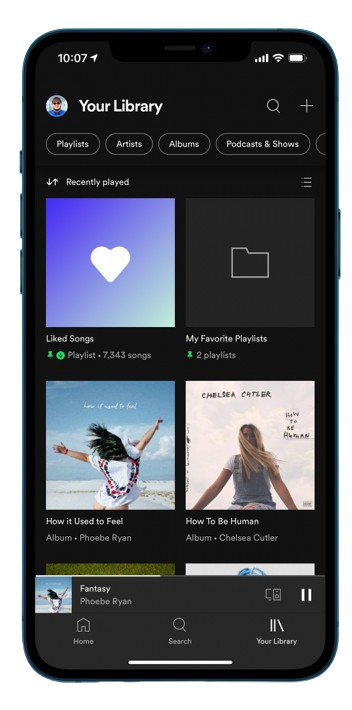 10:07
Your Library
Playlists
Artists
Albums
Podcasts & Shows
Recently played
Liked Songs
Playlist • 7,343 songs
My Favorite Playlists
2 playlists
how it used to feel
CHELSEA CUTLER
HOW
TO
BE
HUMAN
How it Used to Feel
Album • Phoebe Ryan
How To Be Human
Album • Chelsea Cutler
Fantasy
Phoebe Ryan
Home
Search
Your Library